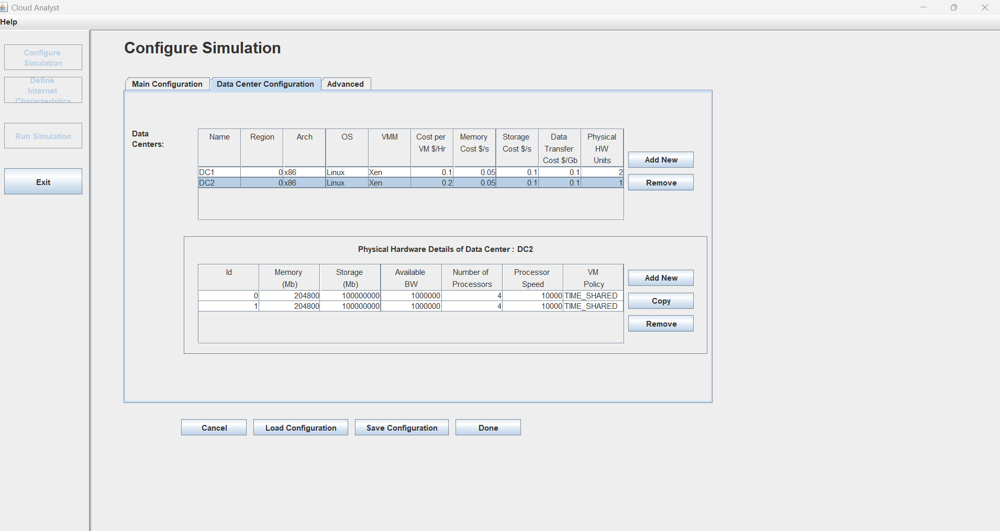 Cloud Analyst
Help
Configure
Simulation
Define
Internet
Characteristics
Run Simulation
Exit
Configure Simulation
Main Configuration Data Center Configuration Advanced
Data
Centers:
Name Region Arch OS VMM Cost per Memory Storage Data Physical
VM $/Hr Cost $/s Cost $/s Transfer HW
Cost $/Gb Units
DC1 0 x86 Linux Xen 0.1 0.05 0.1 0.1 2
DC2 0 x86 Linux Xen 0.2 0.05 0.1 0.1 1
Add New
Remove
Physical Hardware Details of Data Center : DC2
Id Memory Storage Available Number of Processor VM
(Mb) (Mb) BW Processors Speed Policy
0 204800 100000000 1000000 4 10000 TIME_SHARED
1 204800 100000000 1000000 4 10000 TIME_SHARED
Add New
Copy
Remove
Cancel Load Configuration Save Configuration Done